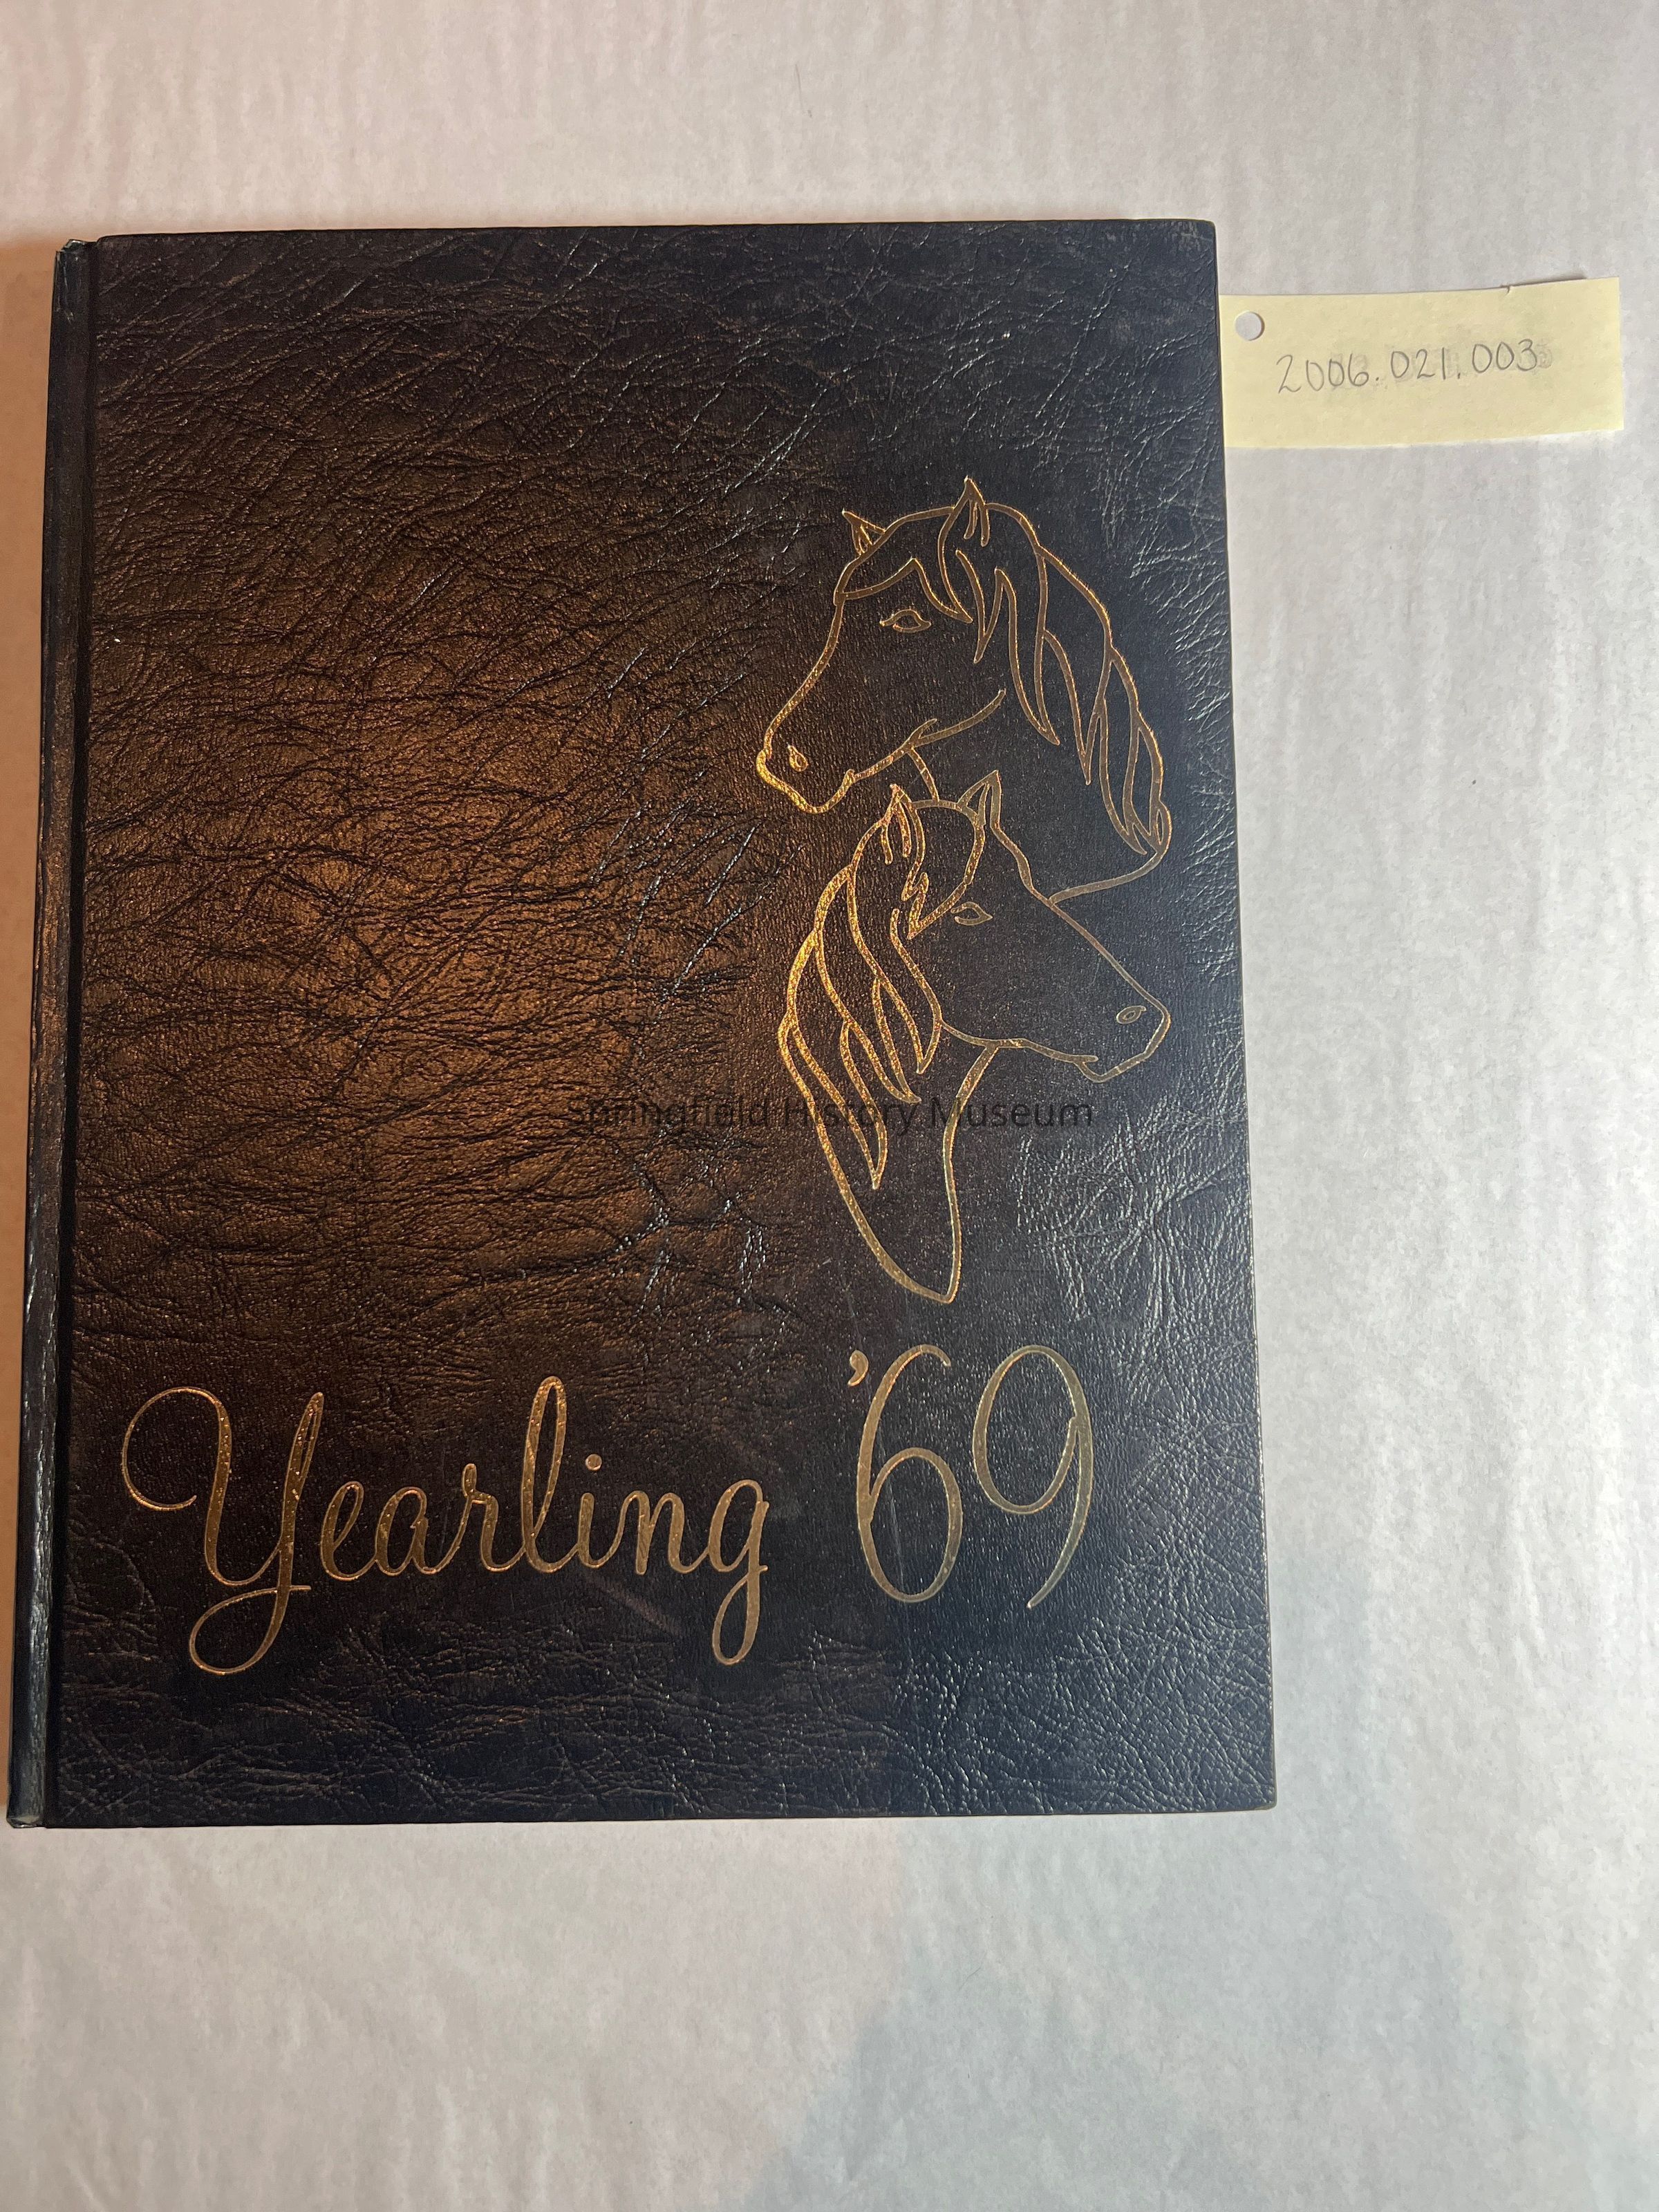 2006.021.003
Springfield History Museum
Yearling '69